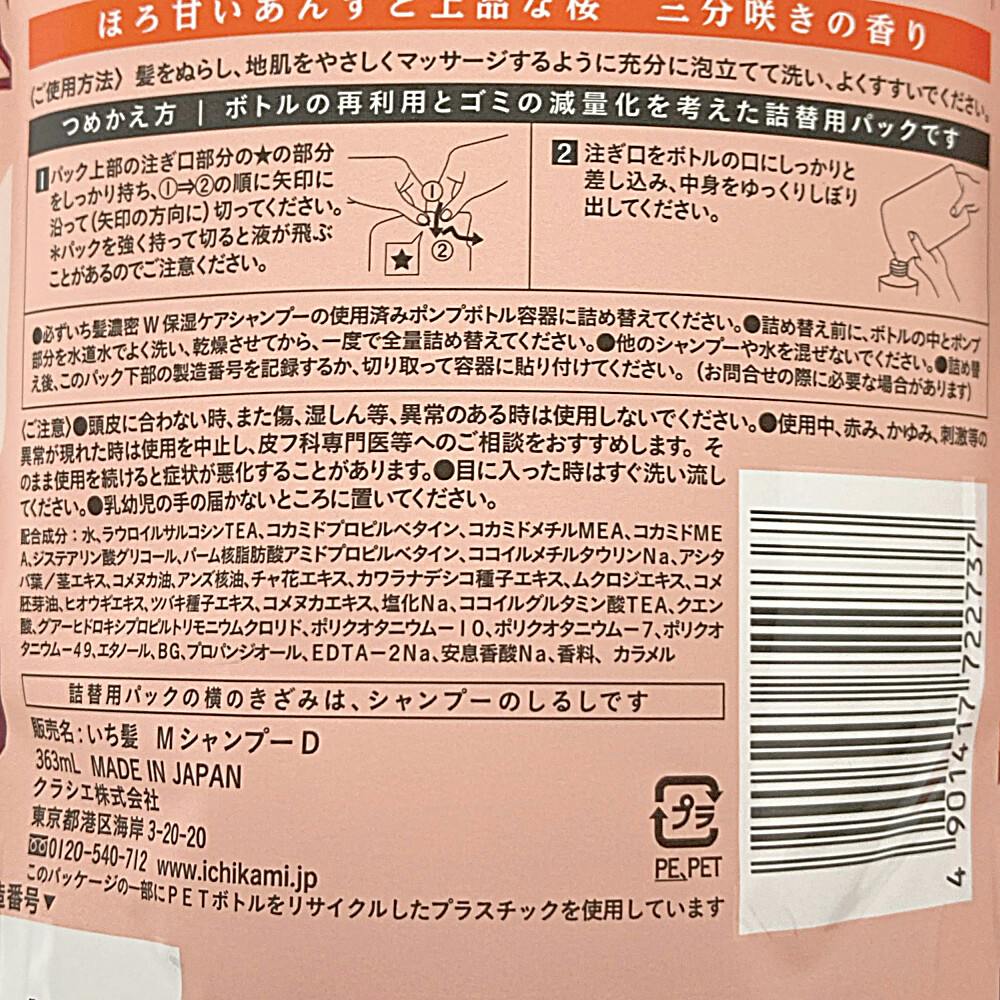 ほろ甘いあんずと上品な桜　三分咲きの香り
〈ご使用方法〉髪をぬらし、地肌をやさしくマッサージするように充分に泡立てて洗い、よくすすいでください。
つめかえ方 | ボトルの再利用とゴミの減量化を考えた詰替用パックです
1 パック上部の注ぎ口部分の★の部分
をしっかり持ち、①⇒②の順に矢印に
沿って(矢印の方向に)切ってください。
＊パックを強く持って切ると液が飛ぶ
ことがあるのでご注意ください。
①
②
★
2 注ぎ口をボトルの口にしっかりと
差し込み、中身をゆっくりしぼり
出してください。
●必ずいち髪濃密W保湿ケアシャンプーの使用済みポンプボトル容器に詰め替えてください。●詰め替え前に、ボトルの中とポンプ
部分を水道水でよく洗い、乾燥させてから、一度で全量詰め替えてください。●他のシャンプーや水を混ぜないでください。●詰め替
え後、このパック下部の製造番号を記録するか、切り取って容器に貼り付けてください。(お問合せの際に必要な場合があります)
〈ご注意〉●頭皮に合わない時、また傷、湿しん等、異常のある時は使用しないでください。●使用中、赤み、かゆみ、刺激等の
異常が現れた時は使用を中止し、皮フ科専門医等へのご相談をおすすめします。そ
のまま使用を続けると症状が悪化することがあります。●目に入った時はすぐ洗い流し
てください。●乳幼児の手の届かないところに置いてください。
配合成分：水、ラウロイルサルコシンTEA、コカミドプロピルベタイン、コカミドメチルMEA、コカミドME
A、ジステアリン酸グリコール、パーム核脂肪酸アミドプロピルベタイン、ココイルメチルタウリンNa、アシタ
バ葉／茎エキス、コメヌカ油、アンズ核油、チャ花エキス、カワラナデシコ種子エキス、ムクロジエキス、コメ
胚芽油、ヒオウギエキス、ツバキ種子エキス、コメヌカエキス、塩化Na、ココイルグルタミン酸TEA、クエン
酸、グアーヒドロキシプロピルトリモニウムクロリド、ポリクオタニウム－10、ポリクオタニウム－7、ポリクオ
タニウム－49、エタノール、BG、プロパンジオール、EDTA－2Na、安息香酸Na、香料、カラメル
詰替用パックの横のきざみは、シャンプーのしるしです
販売名：いち髪　MシャンプーD
363mL MADE IN JAPAN
クラシエ株式会社
東京都港区海岸3-20-20
0120-540-712 www.ichikami.jp
このパッケージの一部にPETボトルをリサイクルしたプラスチックを使用しています
造番号▼
プラ
PE、PET
4 901417 722737